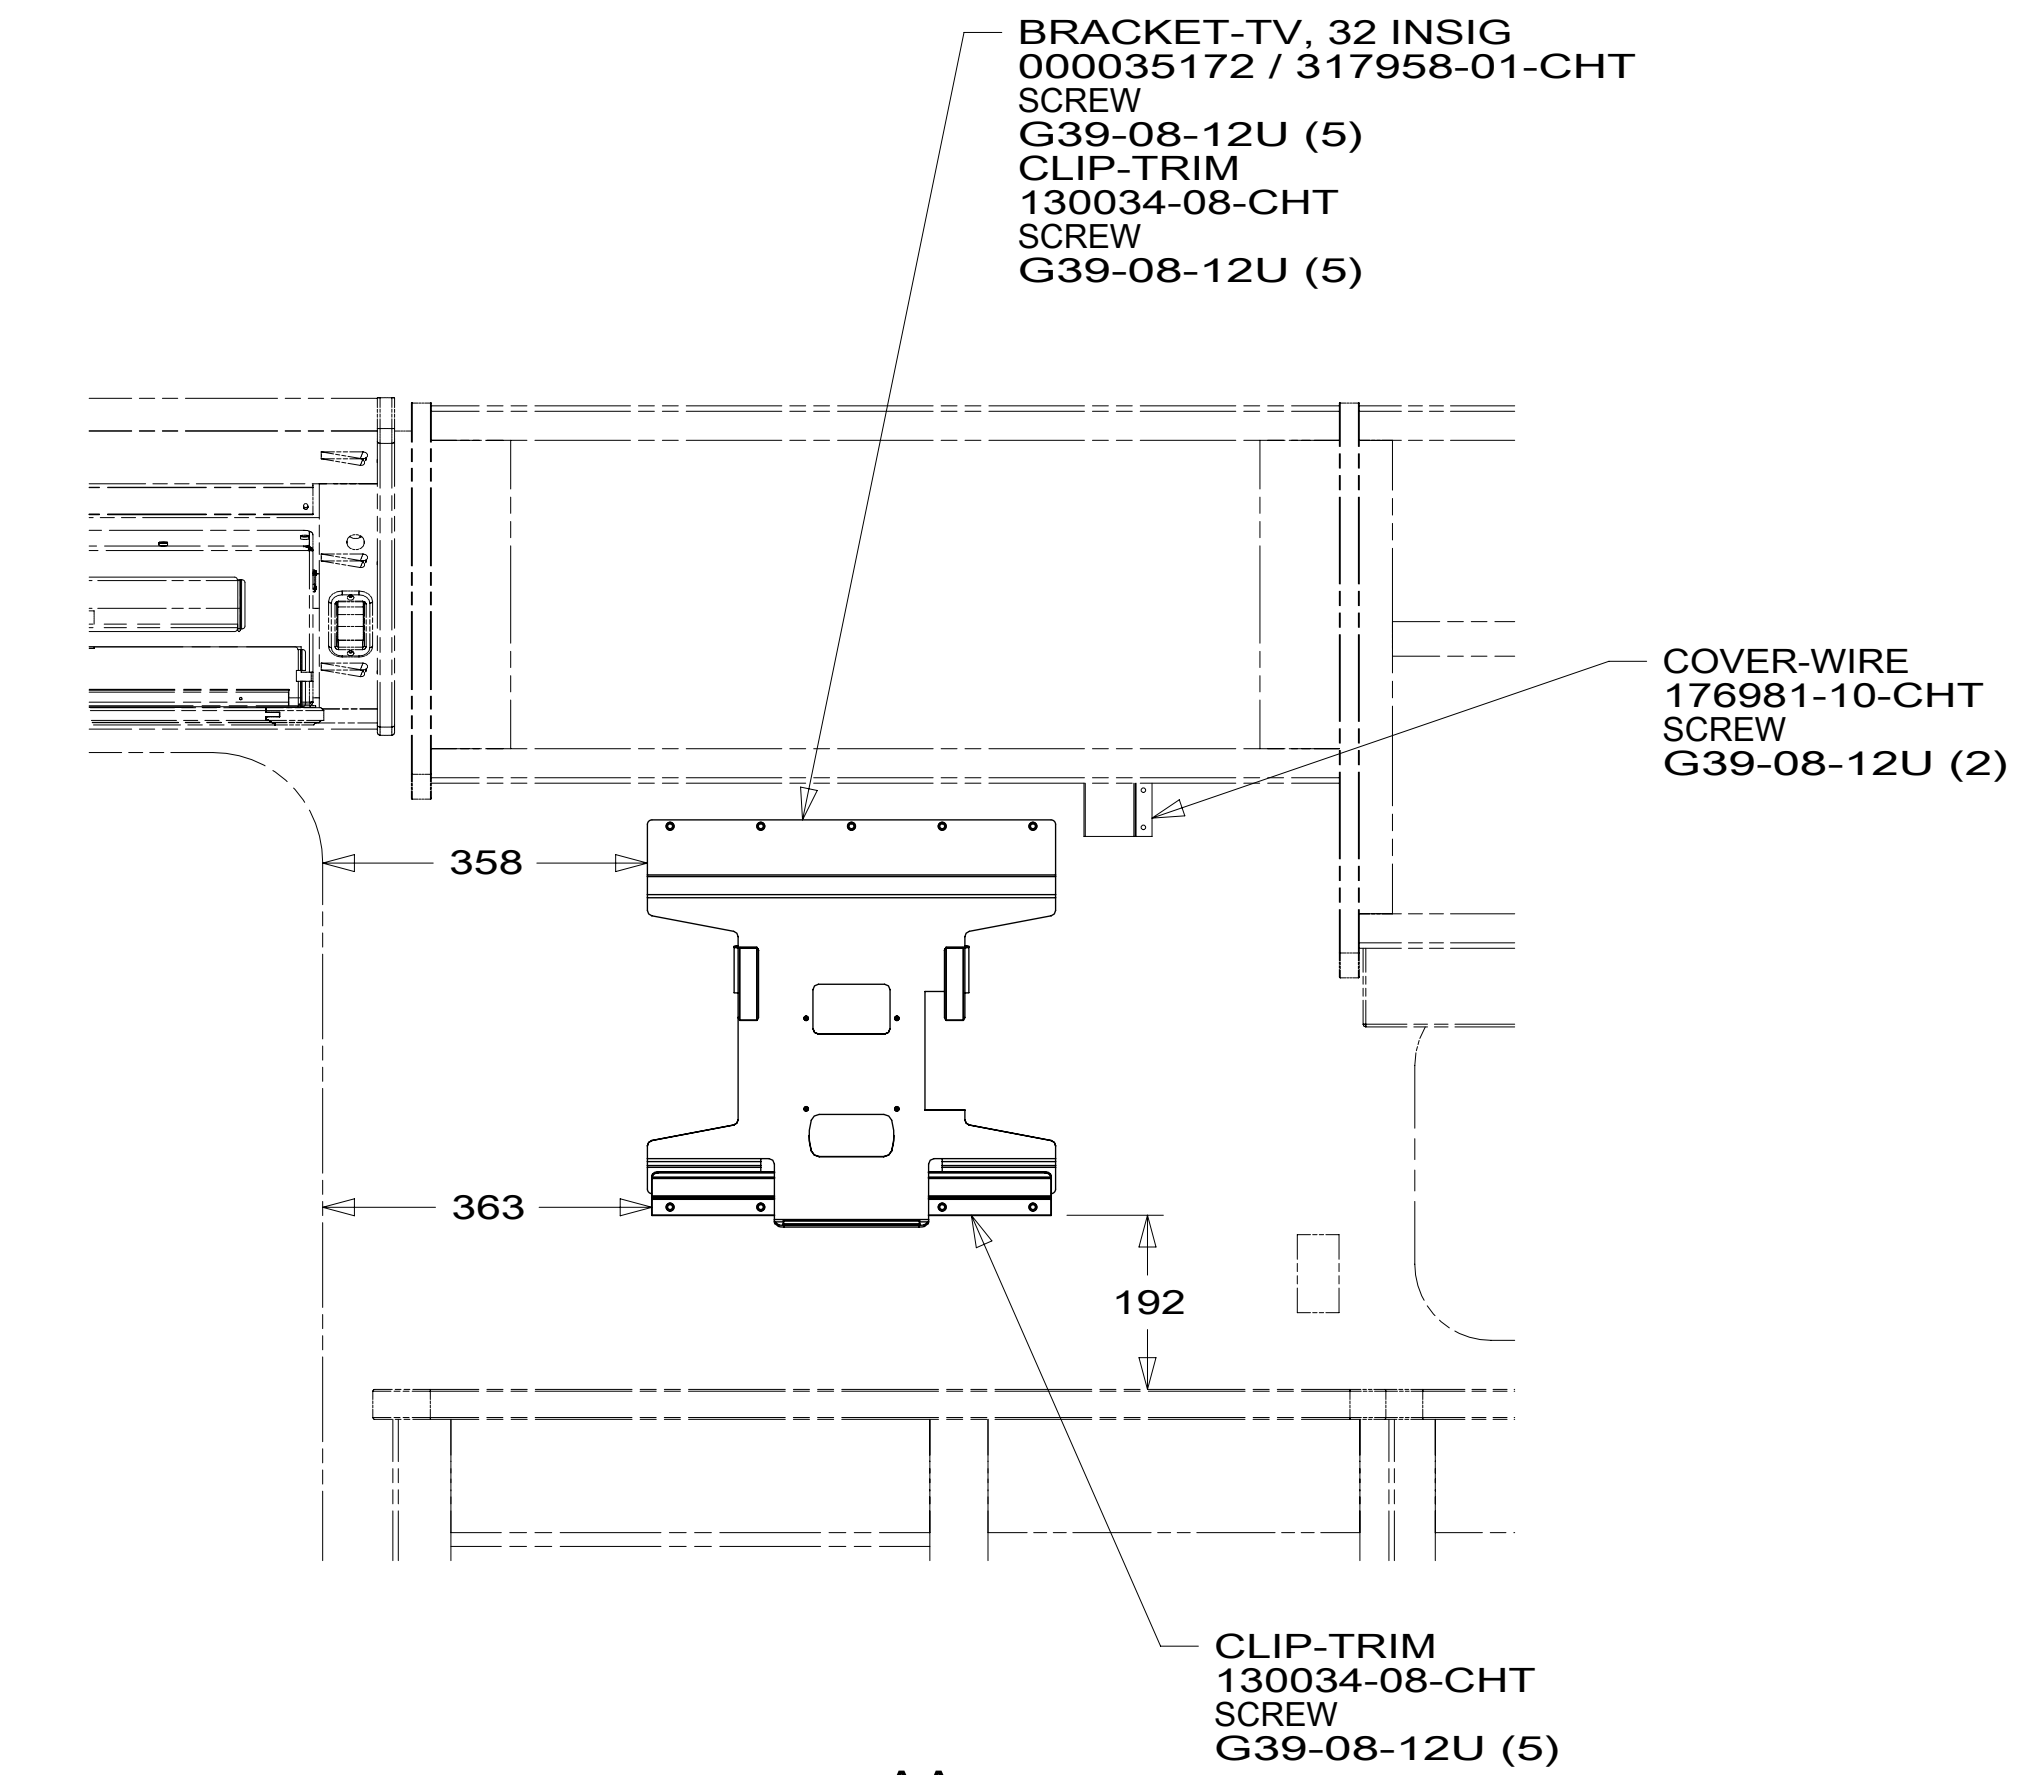 BRACKET-TV, 32 INSIG
000035172 / 317958-01-CHT
SCREW
G39-08-12U (5)
CLIP-TRIM
130034-08-CHT
SCREW
G39-08-12U (5)
COVER-WIRE
176981-10-CHT
SCREW
G39-08-12U (2)
358
363
192
CLIP-TRIM
130034-08-CHT
SCREW
G39-08-12U (5)